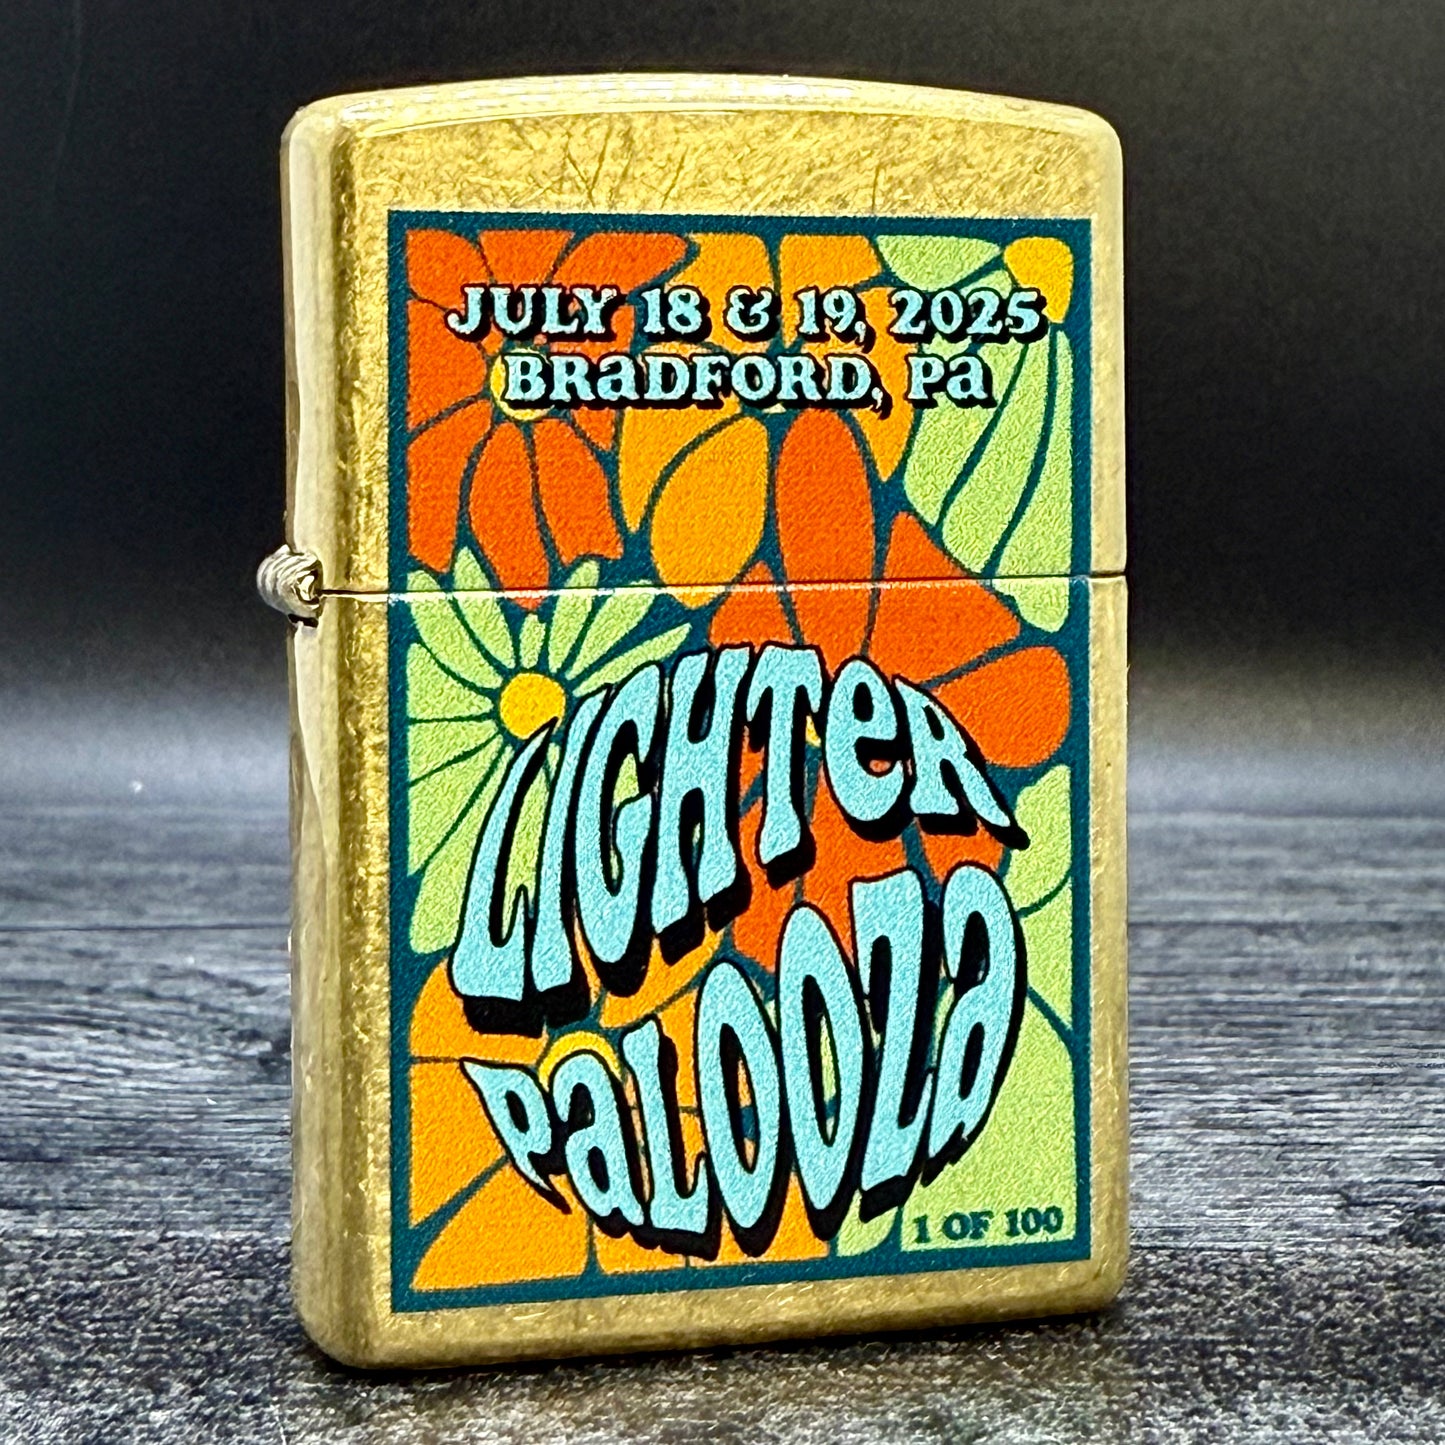 JULY 18 & 19, 2025
BRaDFORD, Pa
LIGHTeR
PaLOOZa
1 OF 100